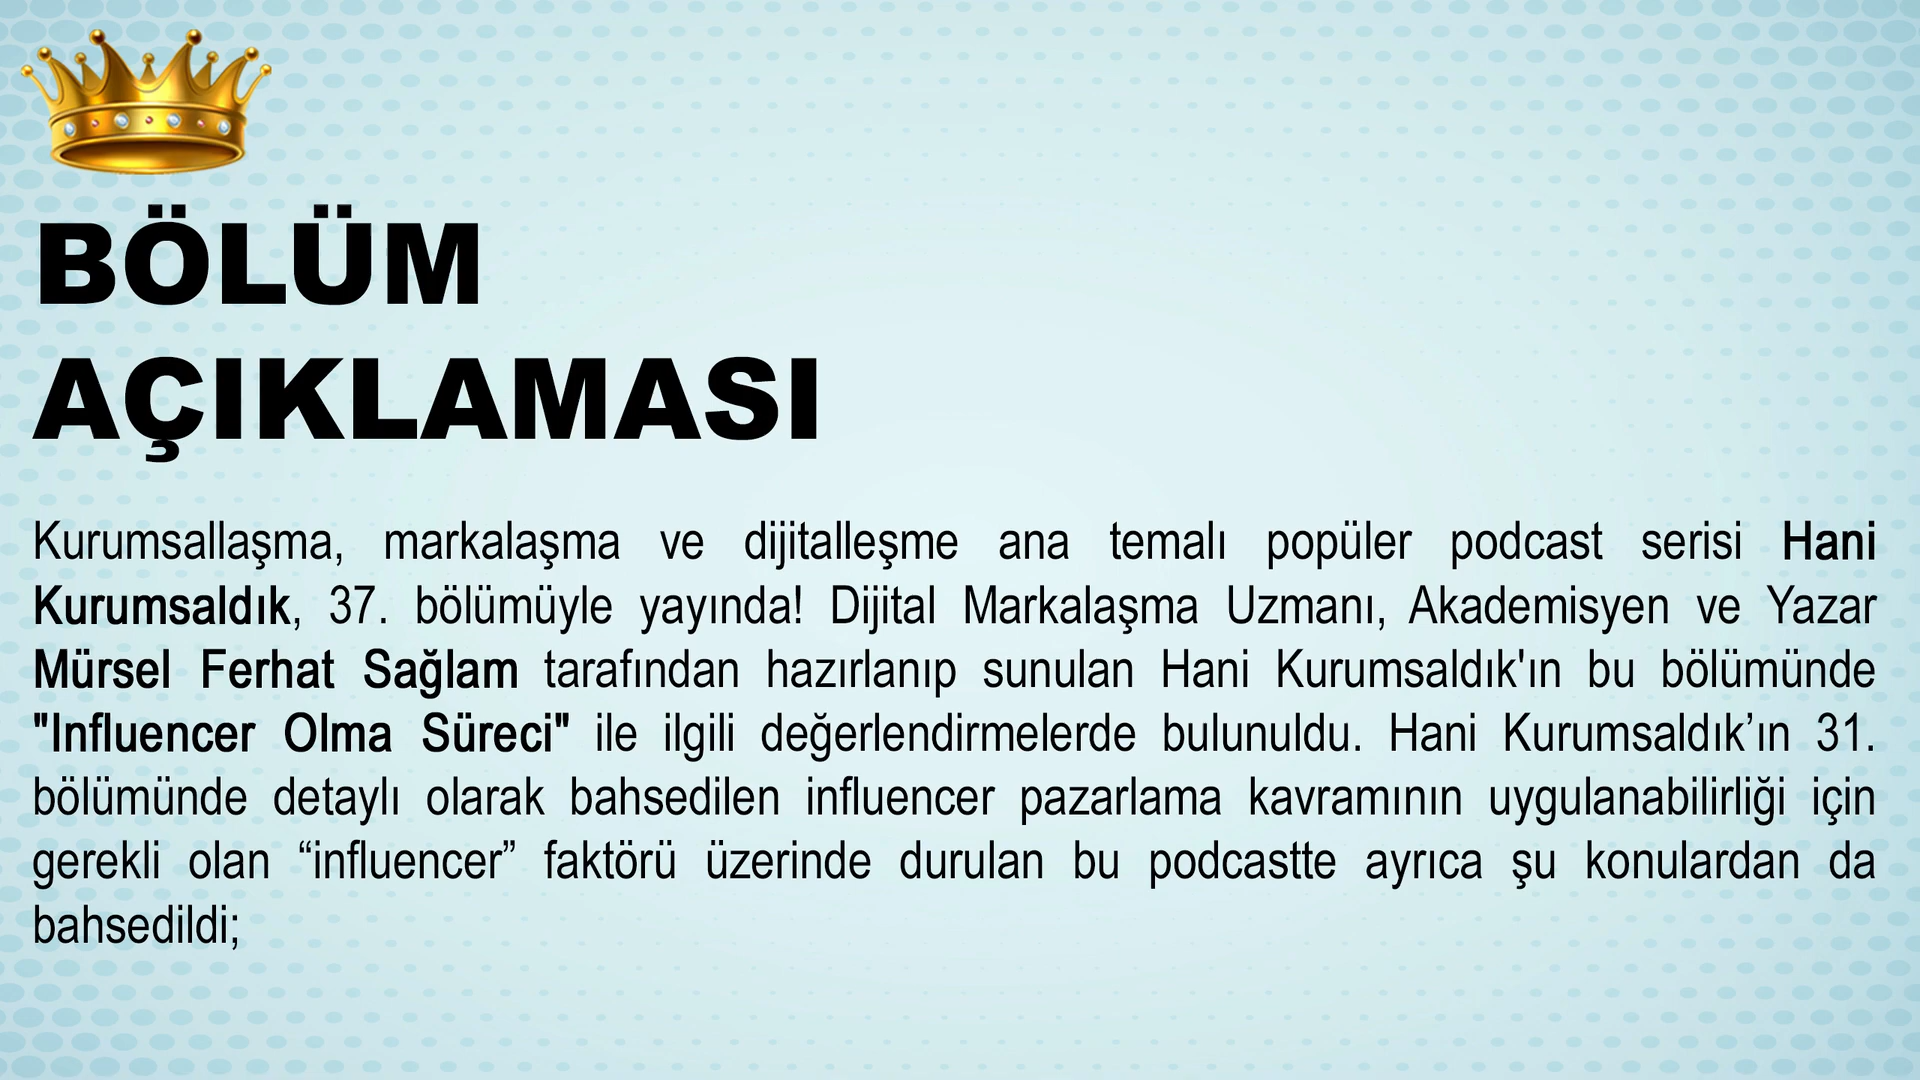 BÖLÜM
AÇIKLAMASI
Kurumsallaşma, markalaşma ve dijitalleşme ana temalı popüler podcast serisi Hani
Kurumsaldık, 37. bölümüyle yayında! Dijital Markalaşma Uzmanı, Akademisyen ve Yazar
Mürsel Ferhat Sağlam tarafından hazırlanıp sunulan Hani Kurumsaldık'ın bu bölümünde
"Influencer Olma Süreci" ile ilgili değerlendirmelerde bulunuldu. Hani Kurumsaldık’ın 31.
bölümünde detaylı olarak bahsedilen influencer pazarlama kavramının uygulanabilirliği için
gerekli olan “influencer” faktörü üzerinde durulan bu podcastte ayrıca şu konulardan da
bahsedildi;